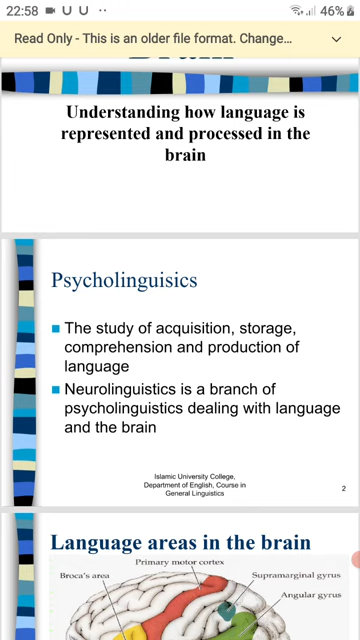 22:58 46%
Read Only - This is an older file format. Change...
Brain
Understanding how language is
represented and processed in the
brain
Psycholinguisics
The study of acquisition, storage,
comprehension and production of
language
Neurolinguistics is a branch of
psycholinguistics dealing with language
and the brain
Islamic University College,
Department of English, Course in
General Linguistics
2
Language areas in the brain
Primary motor cortex
Broca's area
Supramarginal gyrus
Angular gyrus